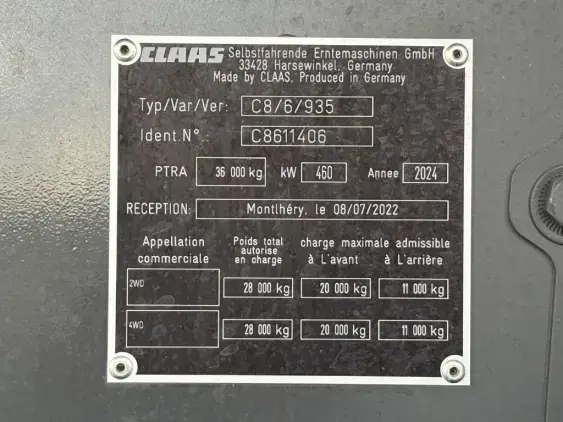 CLAAS Selbstfahrende Erntemaschinen GmbH
33428 Harsewinkel, Germany
Made by CLAAS, Produced in Germany
Typ/Var/Ver: C8/6/935
Ident.N°.: C8611406
PTRA 36 000 kg kW 460 Annee 2024
RECEPTION: Montlhéry, le 08/07/2022
Appellation commerciale Poids total autorise en charge charge maximale admissible à L'avant à L'arrière
2WD 28 000 kg 20 000 kg 11 000 kg
4WD 28 000 kg 20 000 kg 11 000 kg